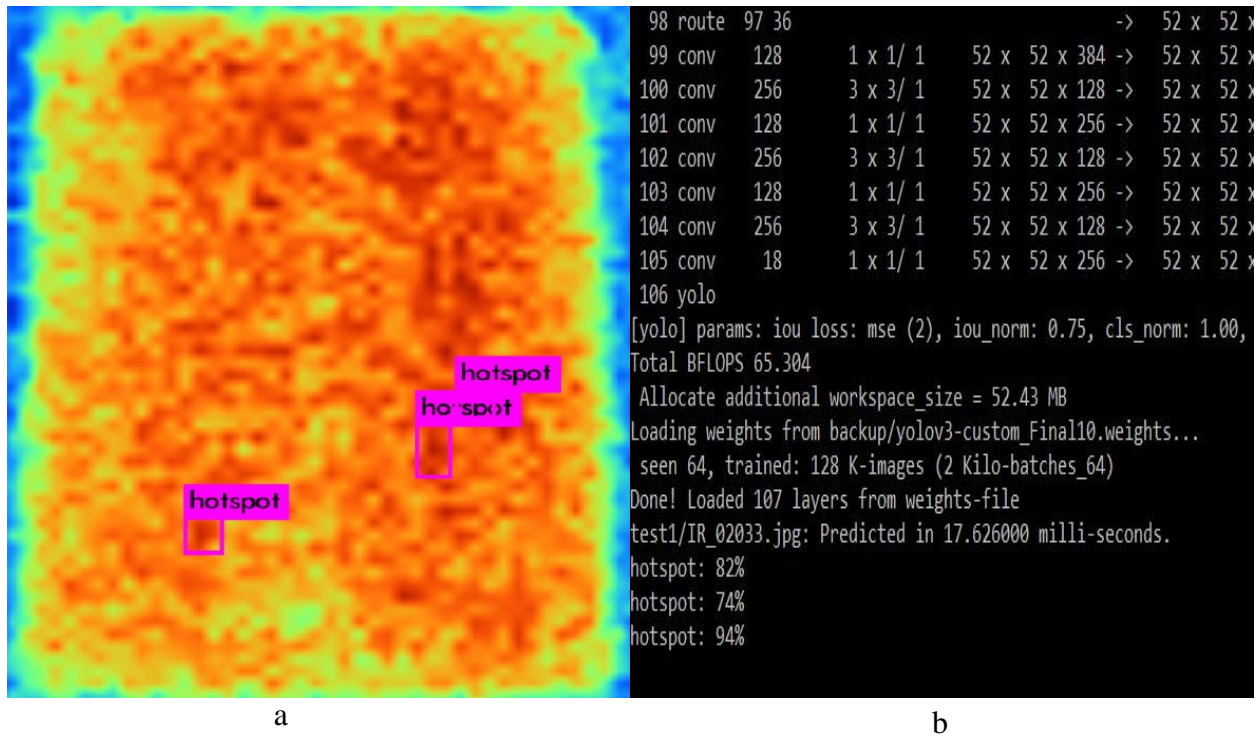 hotspot
hotspot
hotspot
98 route 97 36 -> 52 x 52 x
99 conv 128 1 x 1/ 1 52 x 52 x 384 -> 52 x 52 x
100 conv 256 3 x 3/ 1 52 x 52 x 128 -> 52 x 52 x
101 conv 128 1 x 1/ 1 52 x 52 x 256 -> 52 x 52 x
102 conv 256 3 x 3/ 1 52 x 52 x 128 -> 52 x 52 x
103 conv 128 1 x 1/ 1 52 x 52 x 256 -> 52 x 52 x
104 conv 256 3 x 3/ 1 52 x 52 x 128 -> 52 x 52 x
105 conv 18 1 x 1/ 1 52 x 52 x 256 -> 52 x 52 x
106 yolo
[yolo] params: iou loss: mse (2), iou_norm: 0.75, cls_norm: 1.00,
Total BFLOPS 65.304
Allocate additional workspace_size = 52.43 MB
Loading weights from backup/yolov3-custom_Final10.weights...
seen 64, trained: 128 K-images (2 Kilo-batches_64)
Done! Loaded 107 layers from weights-file
test1/IR_02033.jpg: Predicted in 17.626000 milli-seconds.
hotspot: 82%
hotspot: 74%
hotspot: 94%
a
b